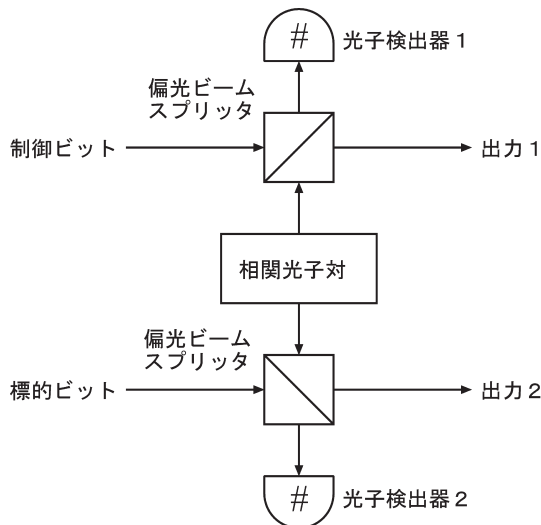 #
光子検出器1
偏光ビーム
スプリッタ
制御ビット
出力1
相関光子対
偏光ビーム
スプリッタ
標的ビット
出力2
#
光子検出器2